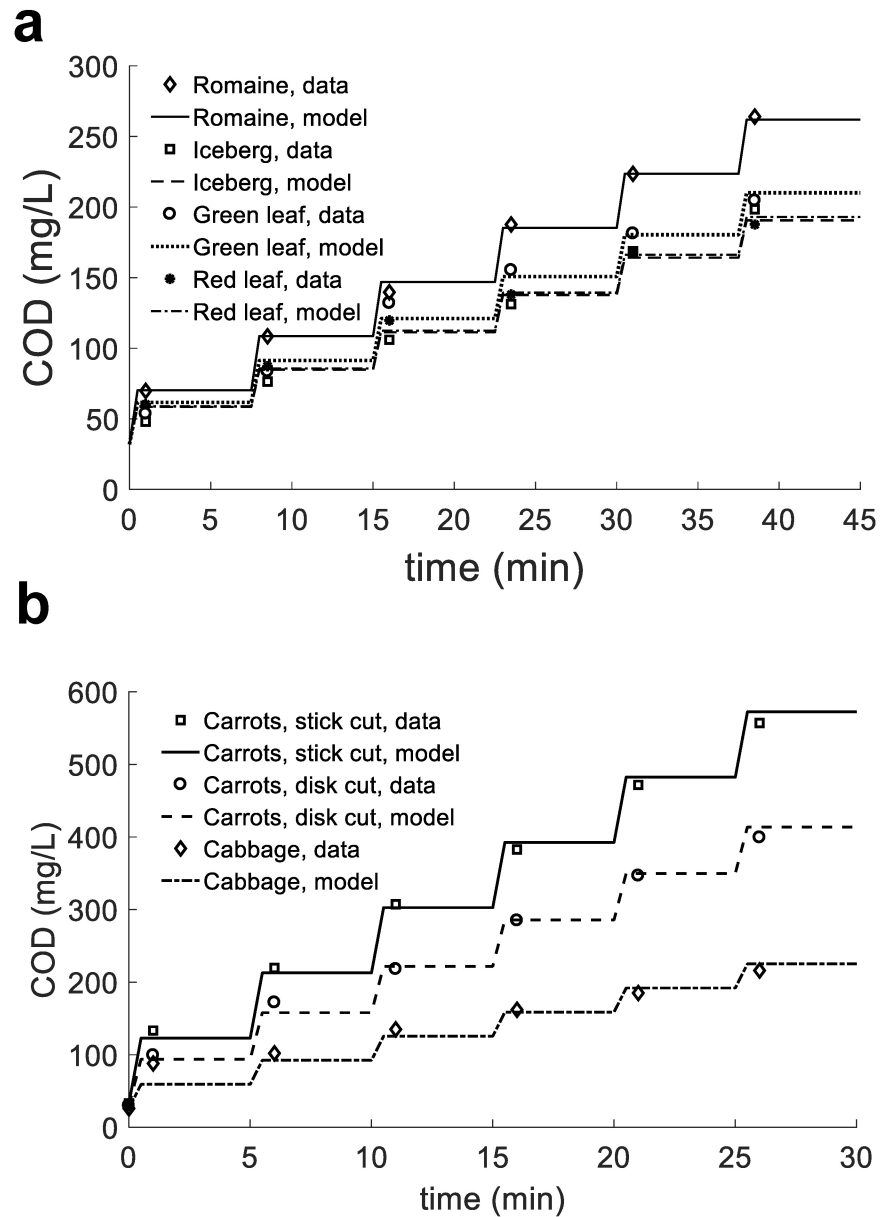 a
300
250
200
150
100
50
0
COD (mg/L)
Romaine, data
Romaine, model
Iceberg, data
Iceberg, model
Green leaf, data
Green leaf, model
Red leaf, data
Red leaf, model
0 5 10 15 20 25 30 35 40 45
time (min)
b
600
500
400
300
200
100
0
COD (mg/L)
Carrots, stick cut, data
Carrots, stick cut, model
Carrots, disk cut, data
Carrots, disk cut, model
Cabbage, data
Cabbage, model
0 5 10 15 20 25 30
time (min)